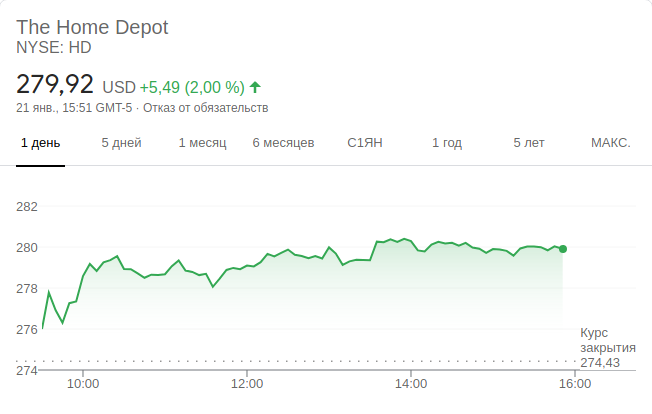 The Home Depot
NYSE: HD
279,92 USD +5,49 (2,00 %)
21 янв., 15:51 GMT-5 · Отказ от обязательств
1 день 5 дней 1 месяц 6 месяцев С1ЯН 1 год 5 лет МАКС.
282
280
278
276
Курс
закрытия
274,43
274
10:00 12:00 14:00 16:00